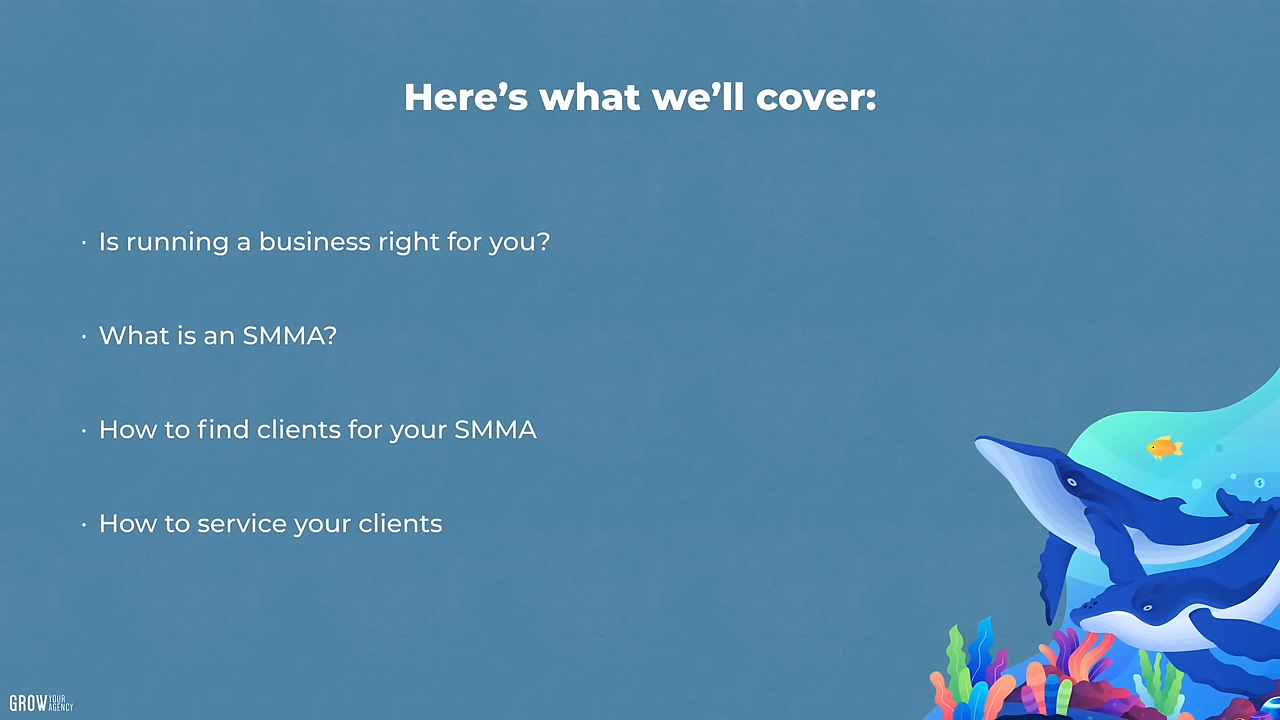 Here’s what we’ll cover:
· Is running a business right for you?
· What is an SMMA?
· How to find clients for your SMMA
· How to service your clients
GROW YOUR AGENCY